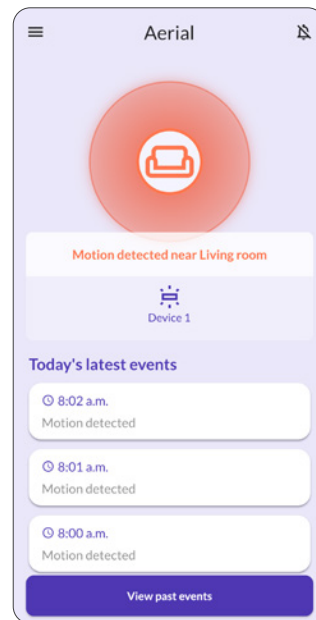 Aerial
Motion detected near Living room
Device 1
Today's latest events
8:02 a.m.
Motion detected
8:01 a.m.
Motion detected
8:00 a.m.
Motion detected
View past events